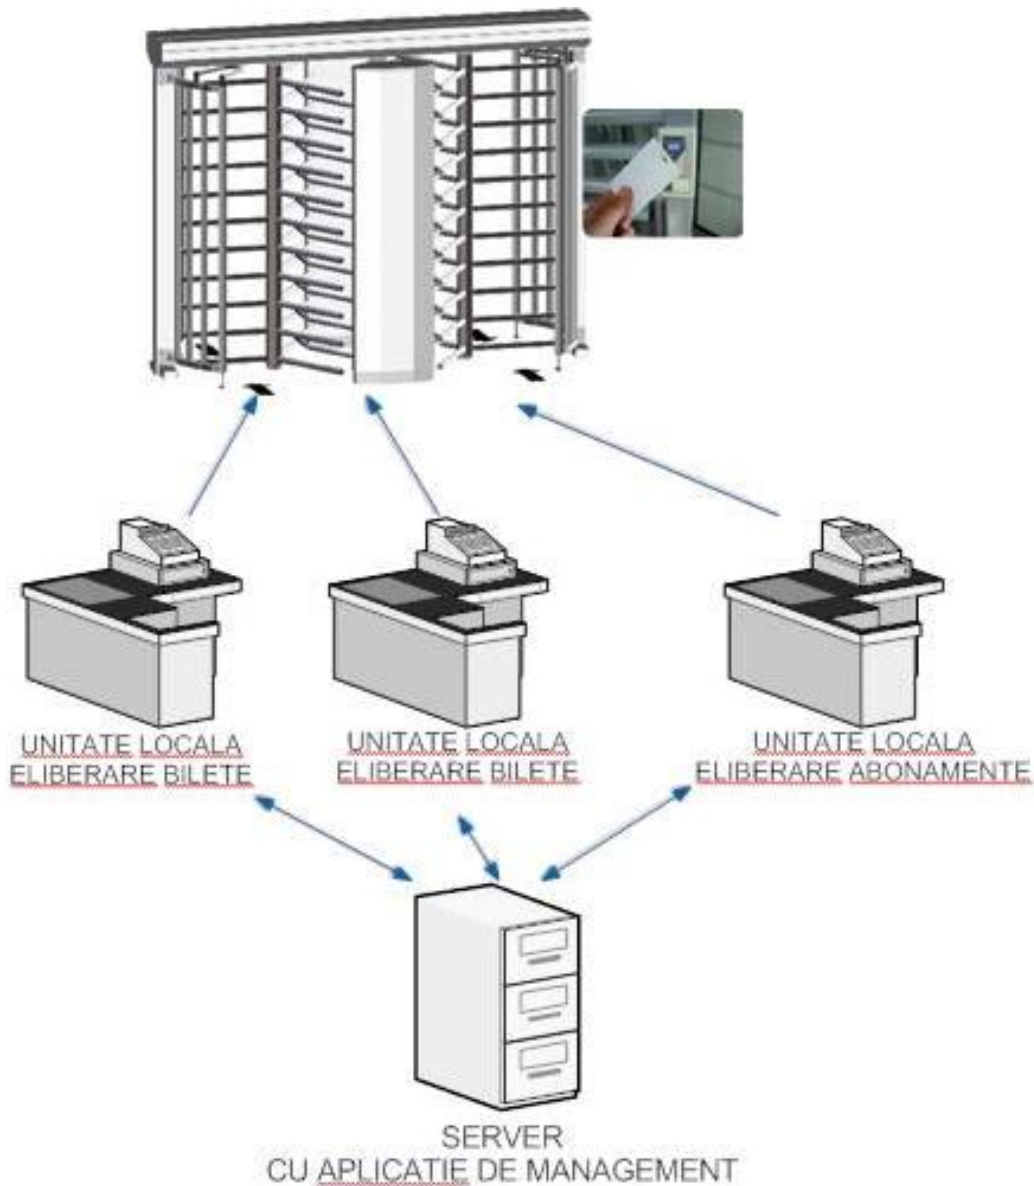 UNITATE LOCALA
ELIBERARE BILETE
UNITATE LOCALA
ELIBERARE BILETE
UNITATE LOCALA
ELIBERARE ABONAMENTE
SERVER
CU APLICATIE DE MANAGEMENT